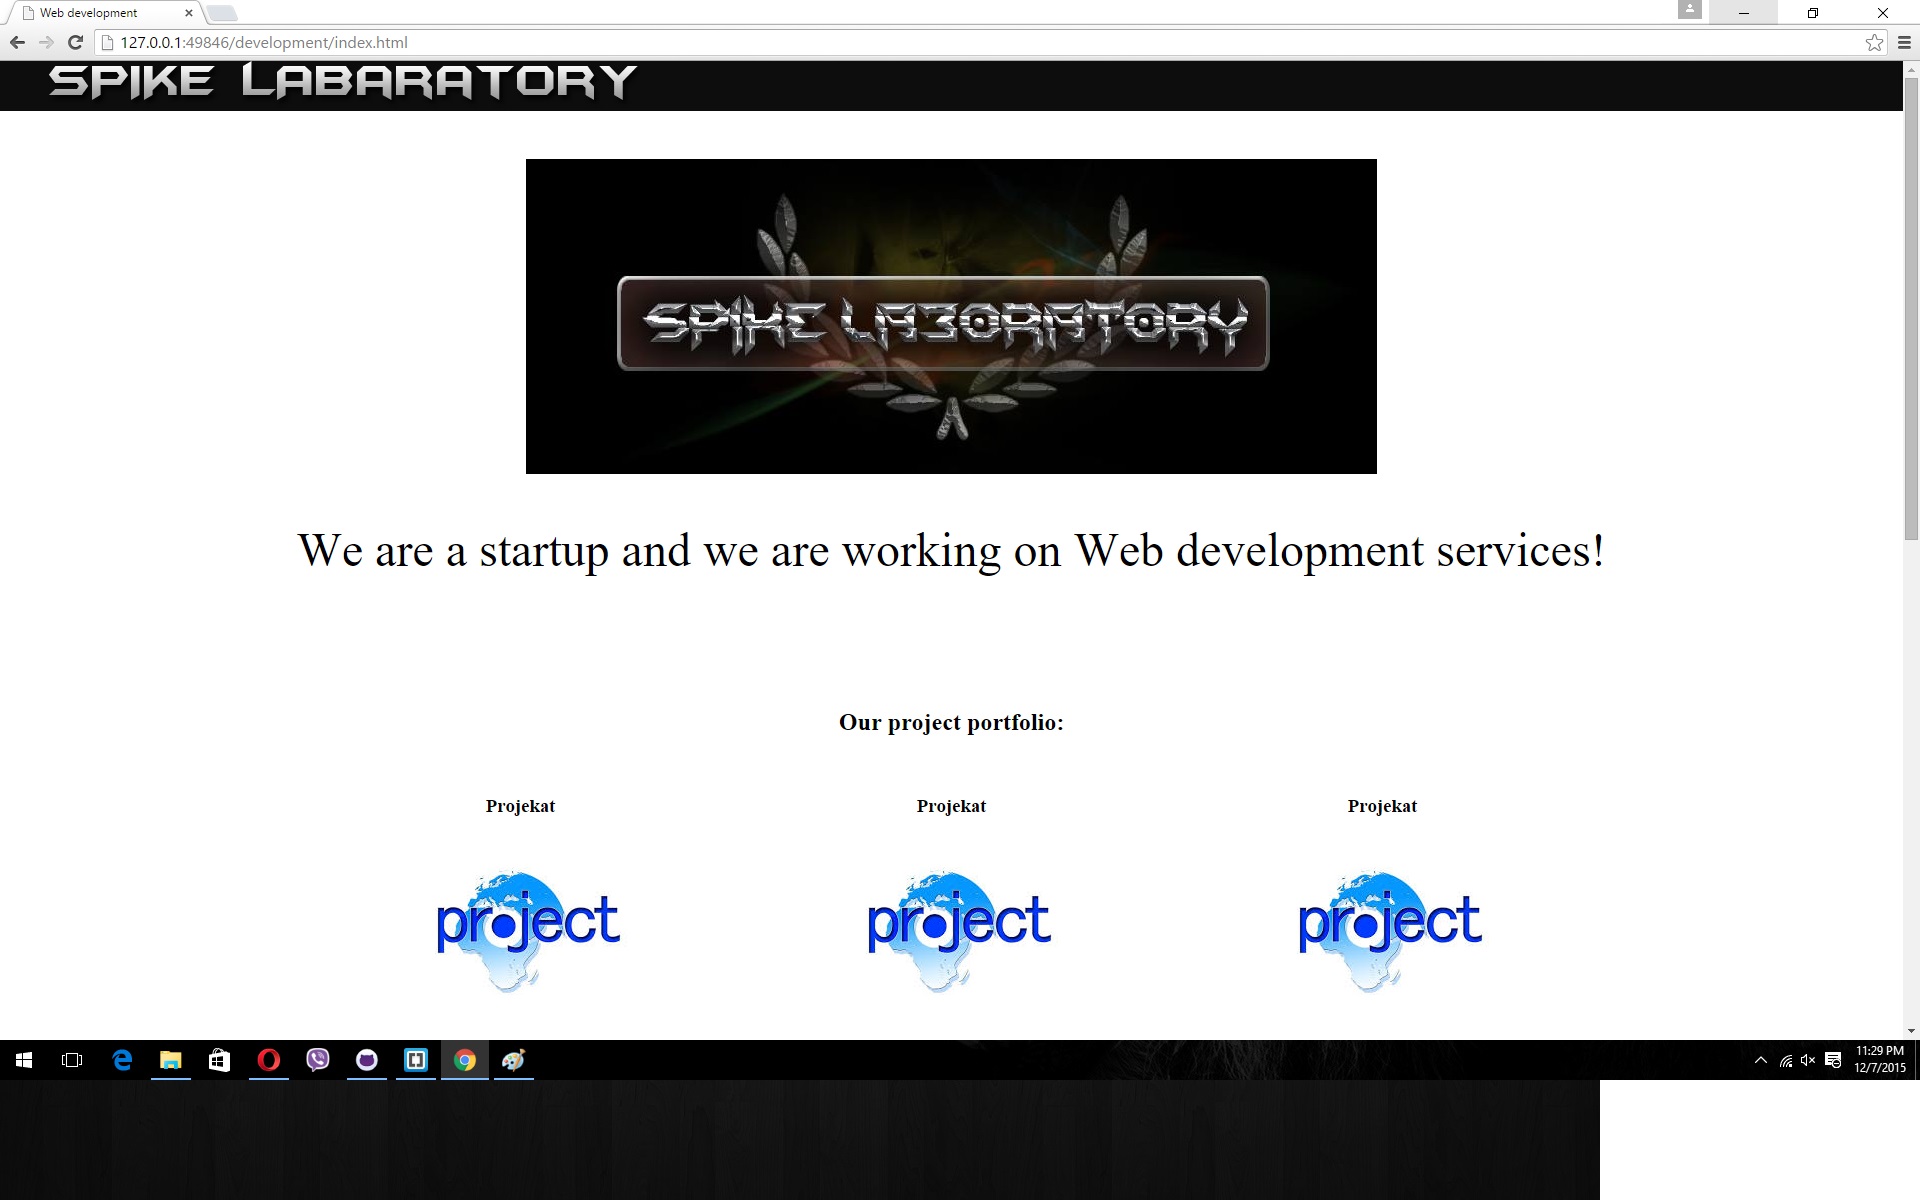 Web development
127.0.0.1:49846/development/index.html
SPIKE LABARATORY
SPIKE LABORATORY
We are a startup and we are working on Web development services!
Our project portfolio:
Projekat Projekat Projekat
project project project
11:29 PM
12/7/2015